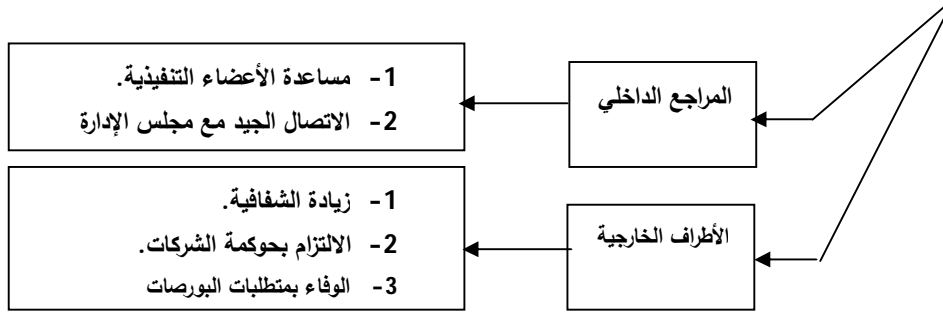 المراجع الداخلي
1- مساعدة الأعضاء التنفيذية.
2- الاتصال الجيد مع مجلس الإدارة
الأطراف الخارجية
1- زيادة الشفافية.
2- الالتزام بحوكمة الشركات.
3- الوفاء بمتطلبات البورصات